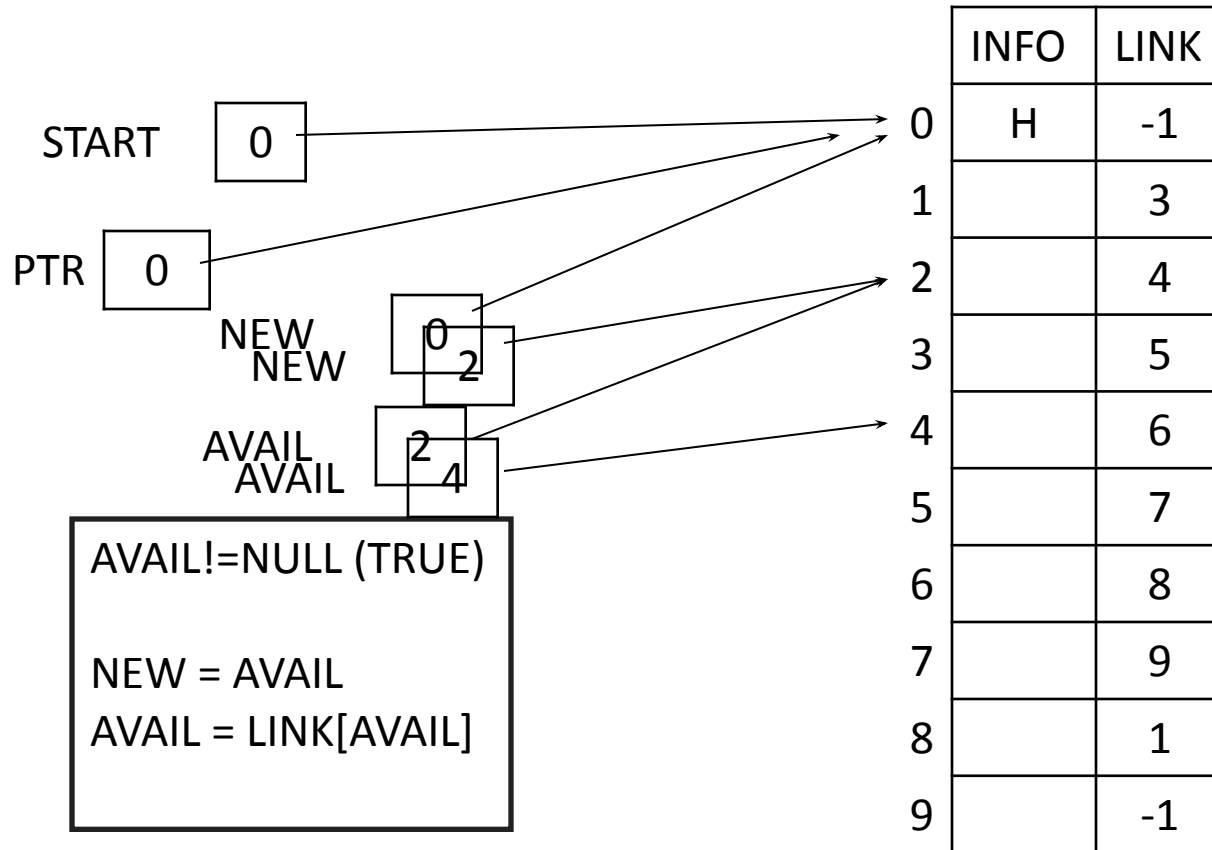 START 0
PTR 0
NEW 0
NEW 2
AVAIL 2
AVAIL 4
AVAIL!=NULL (TRUE)
NEW = AVAIL
AVAIL = LINK[AVAIL]
INFO LINK
0 H -1
1 3
2 4
3 5
4 6
5 7
6 8
7 9
8 1
9 -1